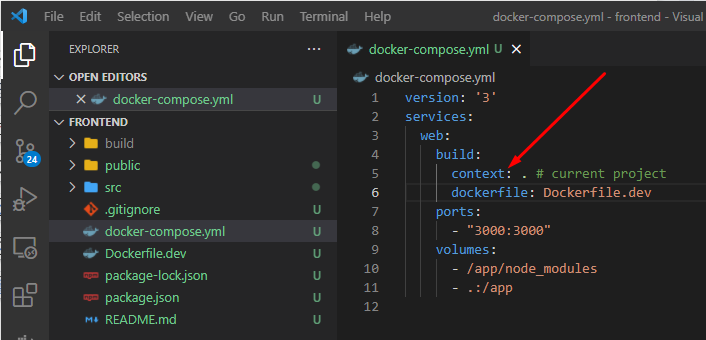 File Edit Selection View Go Run Terminal Help docker-compose.yml - frontend - Visual
EXPLORER
OPEN EDITORS
docker-compose.yml U
FRONTEND
build
public
src
.gitignore U
docker-compose.yml U
Dockerfile.dev U
package-lock.json U
package.json U
README.md U
24
docker-compose.yml U
docker-compose.yml
1 version: '3'
2 services:
3 web:
4 build:
5 context: . # current project
6 dockerfile: Dockerfile.dev
7 ports:
8 - "3000:3000"
9 volumes:
10 - /app/node_modules
11 - .:/app
12